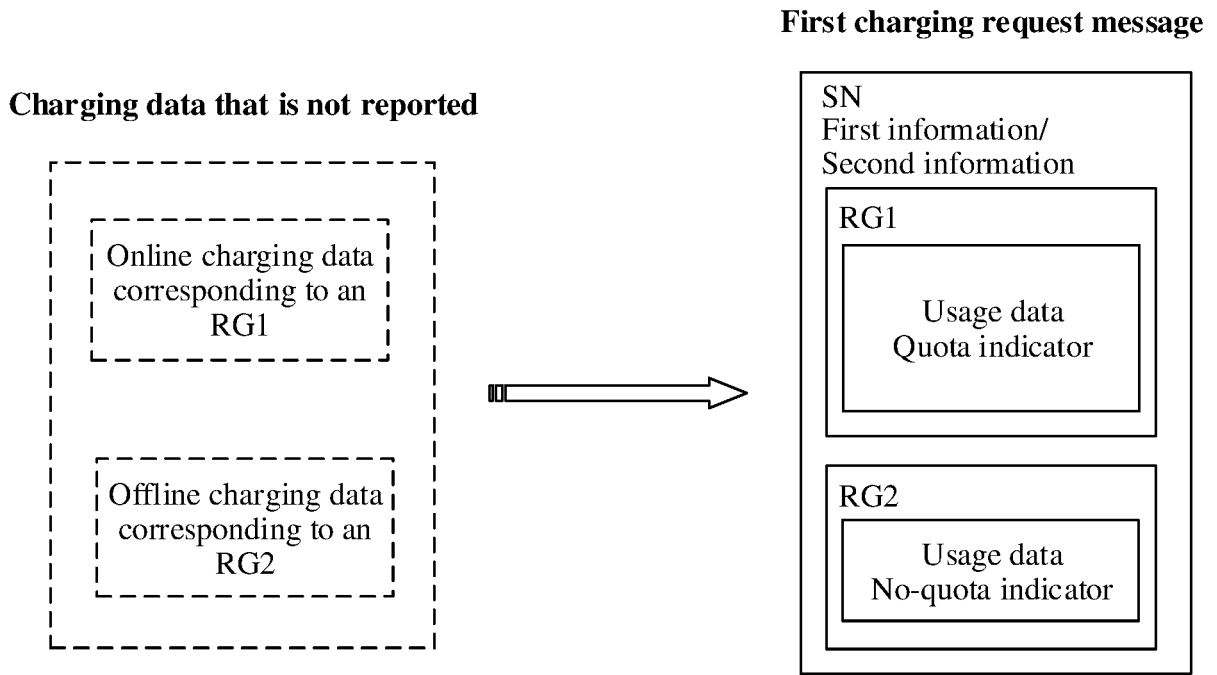 First charging request message
Charging data that is not reported
Online charging data
corresponding to an
RG1
Offline charging data
corresponding to an
RG2
SN
First information/
Second information
RG1
Usage data
Quota indicator
RG2
Usage data
No-quota indicator